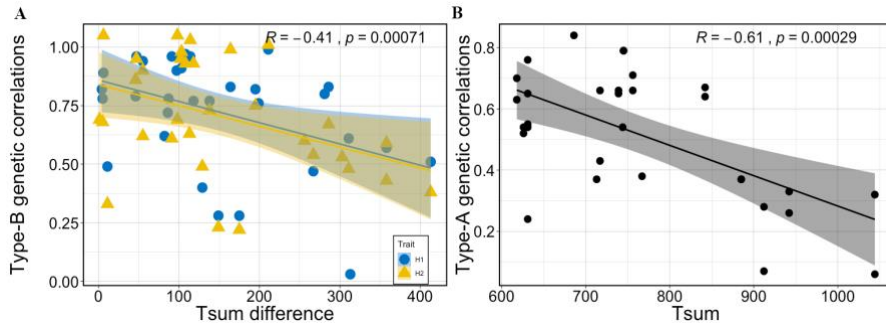 A
R = −0.41 , p = 0.00071
1.00
0.75
0.50
0.25
0.00
Type-B genetic correlations
0 100 200 300 400
Tsum difference
Trait
H1
H2
B
R = −0.61 , p = 0.00029
0.8
0.6
0.4
0.2
Type-A genetic correlations
600 700 800 900 1000
Tsum